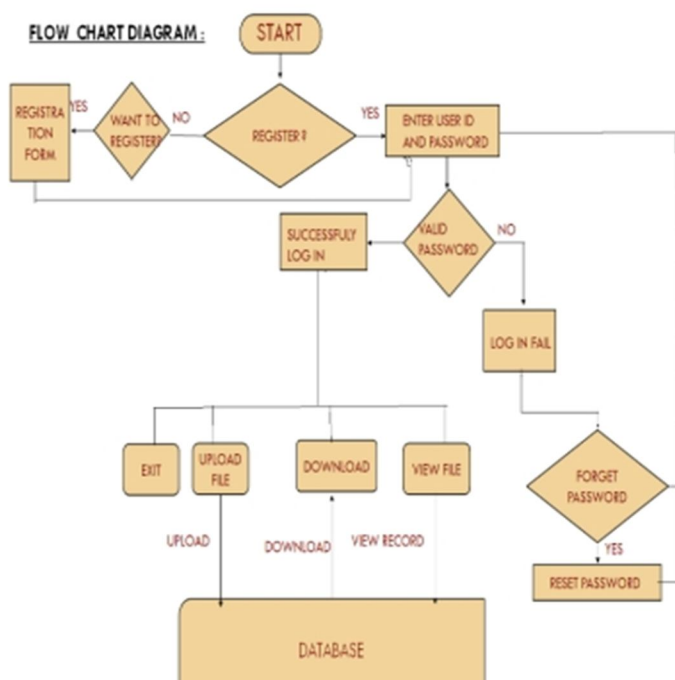 FLOW CHART DIAGRAM :
START
REGISTRA
TION
FORM
YES
WANT TO
REGISTER?
NO
REGISTER ?
YES
ENTER USER ID
AND PASSWORD
SUCCESSFULY
LOG IN
VALID
PASSWORD
NO
LOG IN FAIL
EXIT
UPLOAD
FILE
DOWNLOAD
VIEW FILE
FORGET
PASSWORD
UPLOAD
DOWNLOAD
VIEW RECORD
YES
RESET PASSWORD
DATABASE